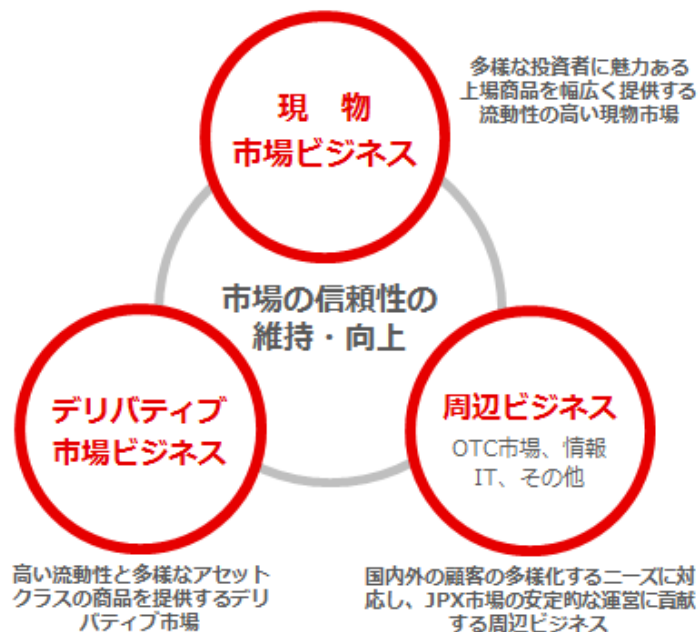 現　物
市場ビジネス
多様な投資者に魅力ある
上場商品を幅広く提供する
流動性の高い現物市場
市場の信頼性の
維持・向上
デリバティブ
市場ビジネス
高い流動性と多様なアセット
クラスの商品を提供するデリ
バティブ市場
周辺ビジネス
OTC市場、情報
IT、その他
国内外の顧客の多様化するニーズに対
応し、JPX市場の安定的な運営に貢献
する周辺ビジネス